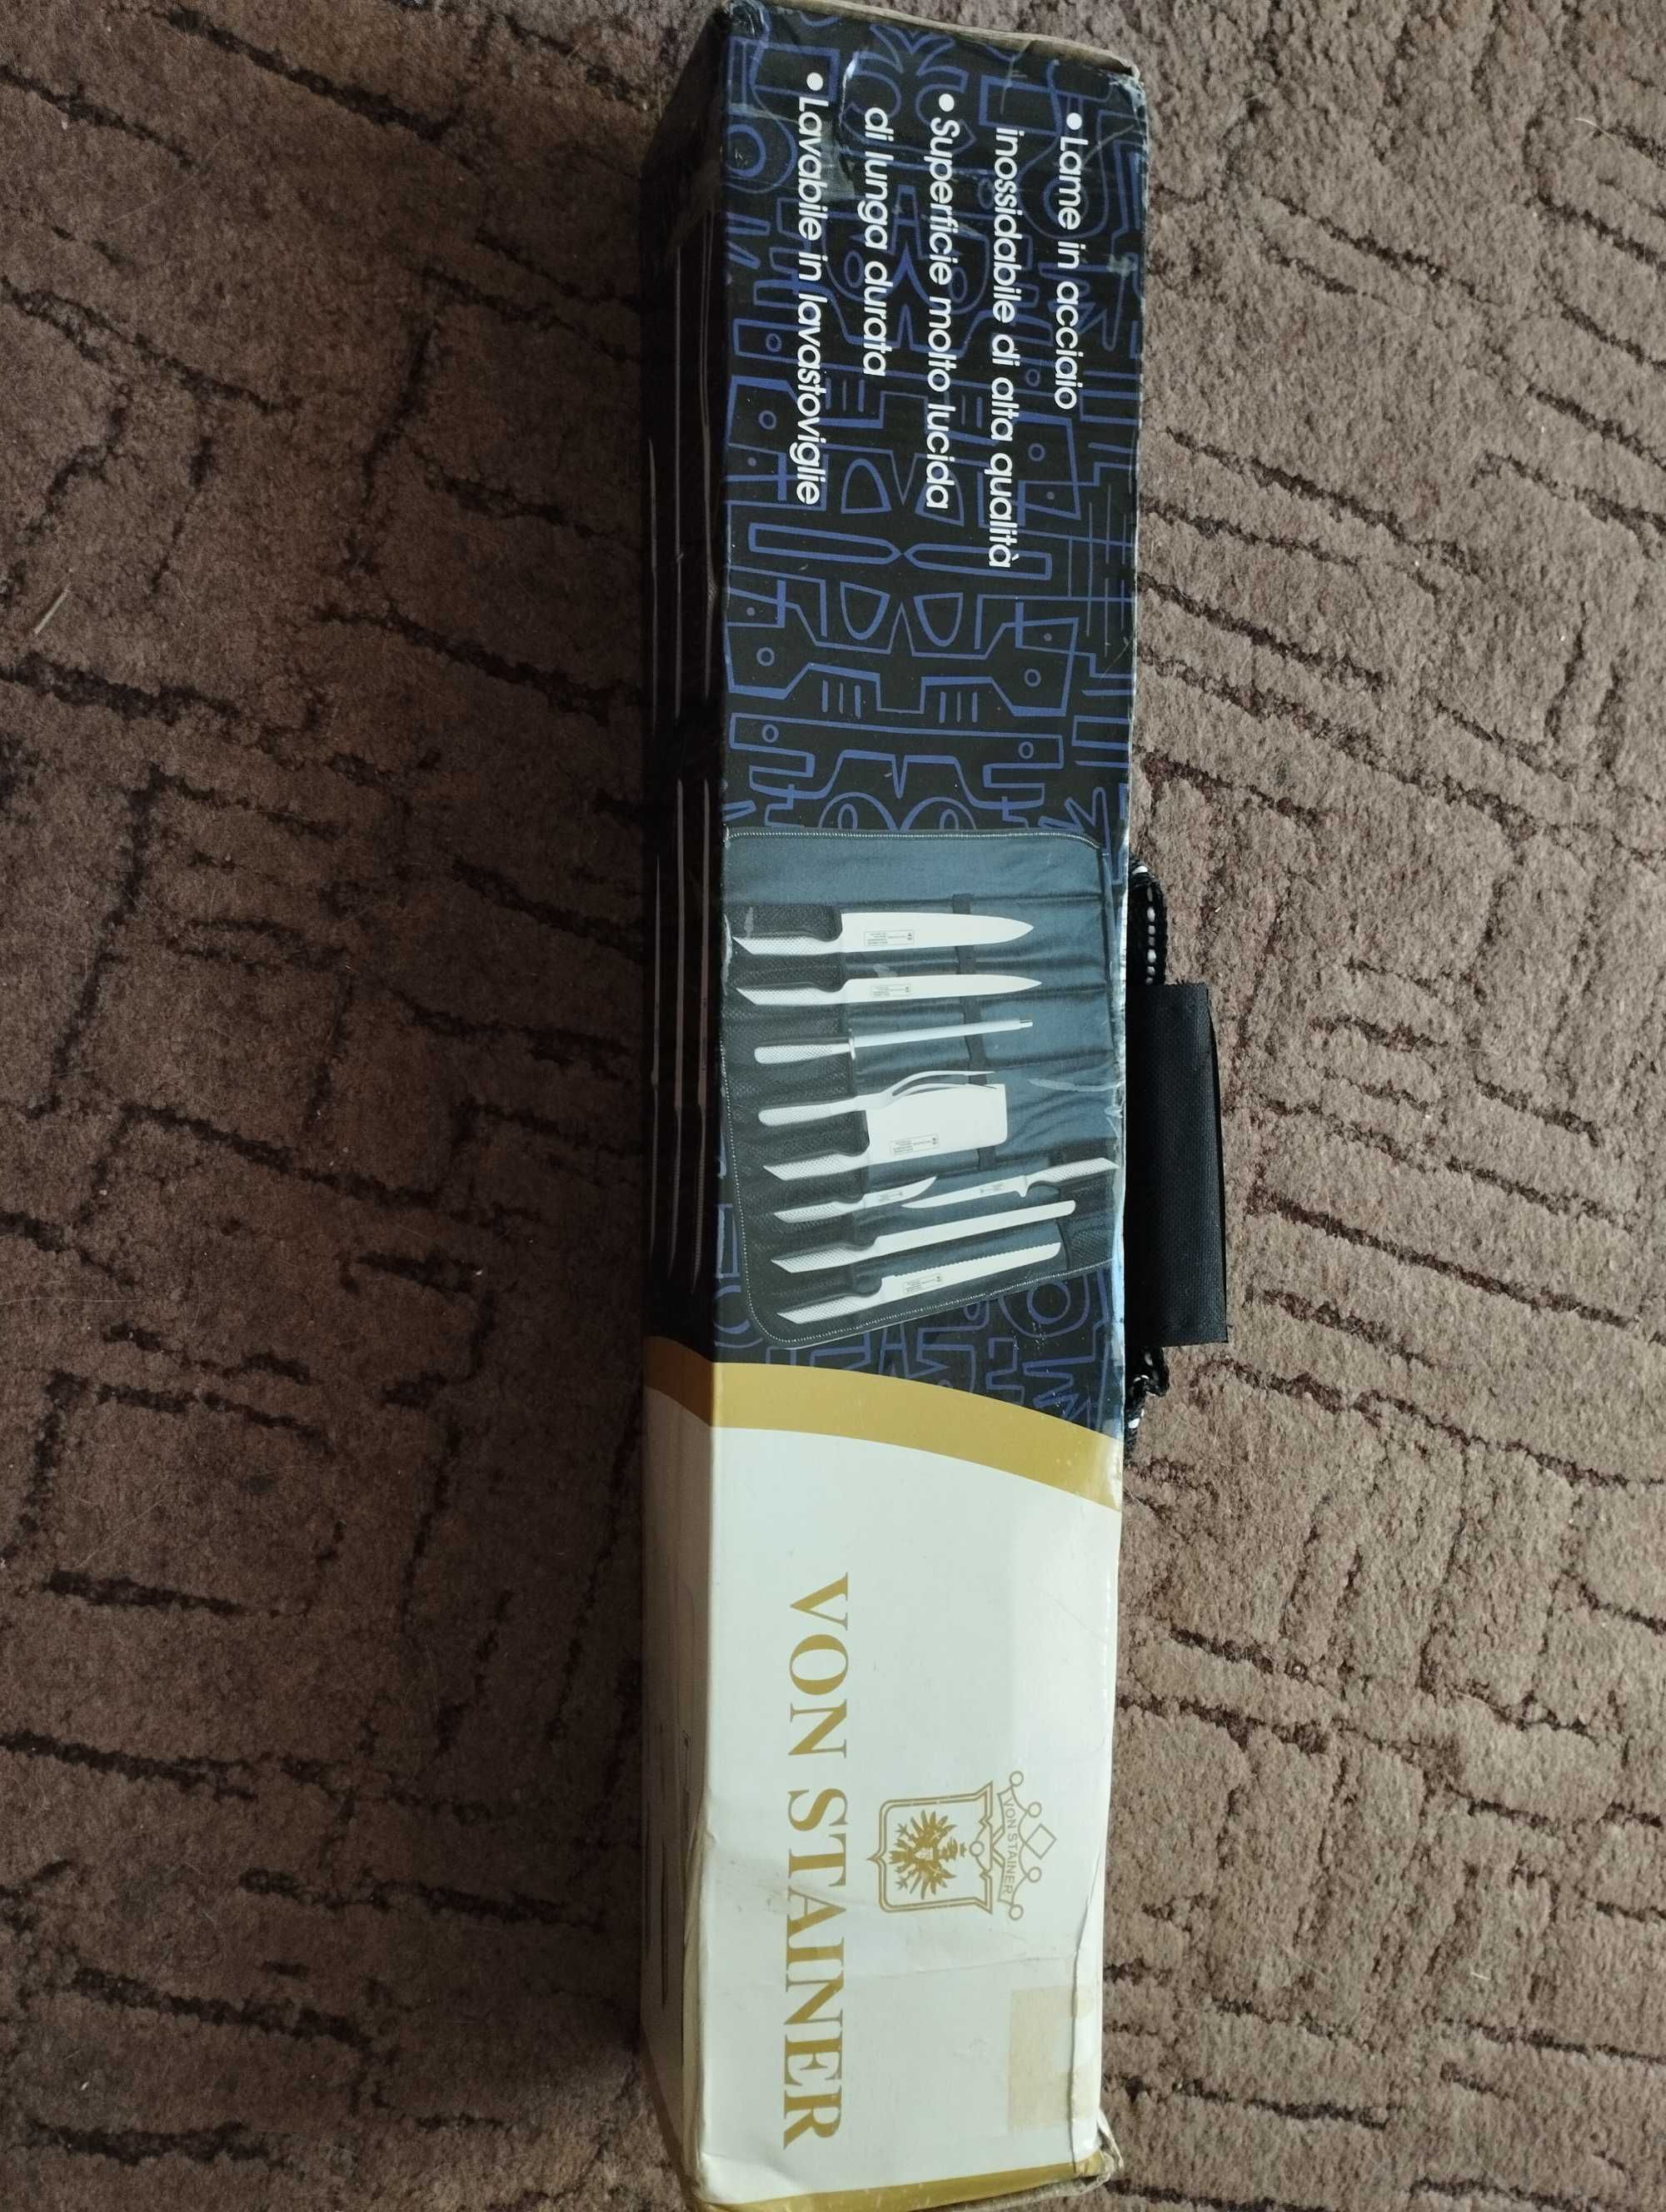 • Lame in acciaio
inossidabile di alta qualità
• Superficie molto lucida
di lunga durata
• Lavabile in lavastoviglie
VON STAINER
VON STAINER